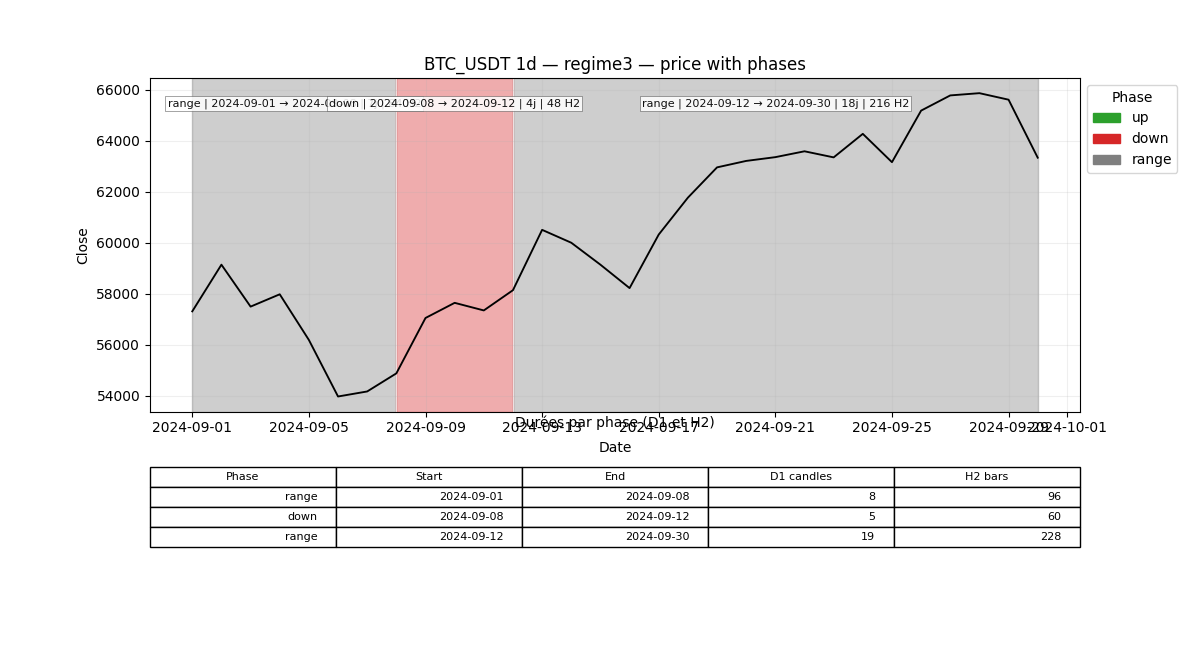 BTC_USDT 1d — regime3 — price with phases
range | 2024-09-01 → 2024-
down | 2024-09-08 → 2024-09-12 | 4j | 48 H2
range | 2024-09-12 → 2024-09-30 | 18j | 216 H2
Phase
up
down
range
Close
66000
64000
62000
60000
58000
56000
54000
2024-09-01 2024-09-05 2024-09-09 2024-09-13 2024-09-17 2024-09-21 2024-09-25 2024-09-29 2024-10-01
Durées par phase (D1 et H2)
Date
Phase Start End D1 candles H2 bars
range 2024-09-01 2024-09-08 8 96
down 2024-09-08 2024-09-12 5 60
range 2024-09-12 2024-09-30 19 228